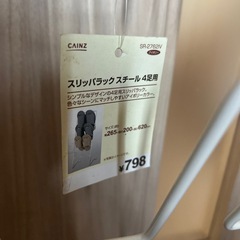 CAINZ
スリッパラック スチール 4足用
シンプルなデザインの4足用スリッパラック。
色々なシーンにマッチしやすいアイボリーカラー。
¥798